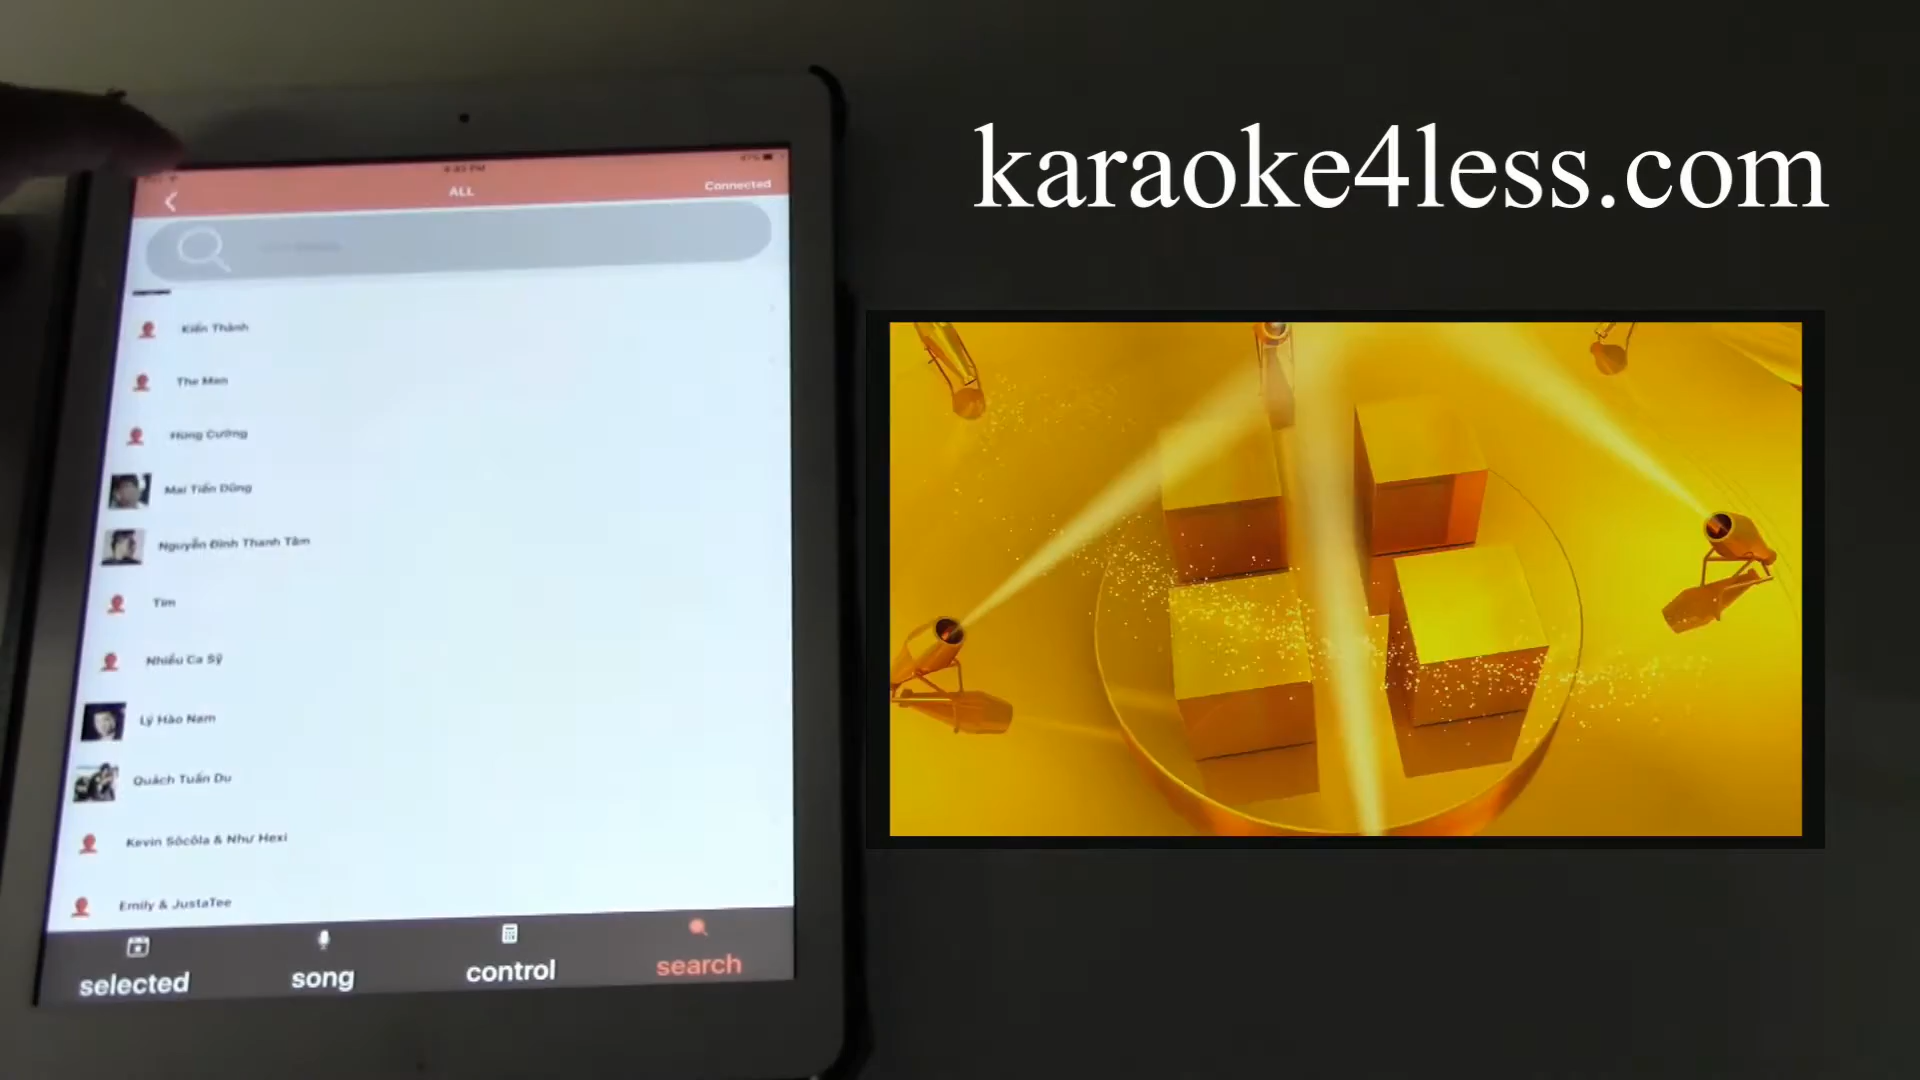 karaoke4less.com
ALL
Connected
Kiến Thành
The Men
Hùng Cường
Mai Tiến Dũng
Nguyễn Đình Thanh Tâm
Tim
Nhiều Ca Sỹ
Lý Hào Nam
Quách Tuấn Du
Kevin Sôcôla & Như Hexi
Emily & JustaTee
selected
song
control
search